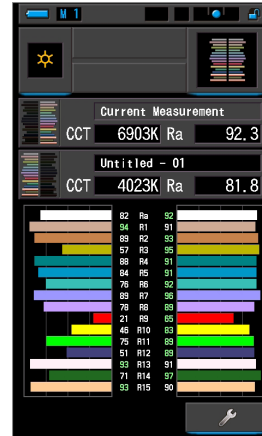 M 1
Current Measurement
CCT 6903K Ra 92.3
Untitled - 01
CCT 4023K Ra 81.8
82 Ra 92
94 R1 91
89 R2 93
57 R3 95
88 R4 91
84 R5 91
76 R6 92
89 R7 96
78 R8 89
21 R9 65
46 R10 83
75 R11 89
51 R12 89
93 R13 91
71 R14 97
93 R15 90